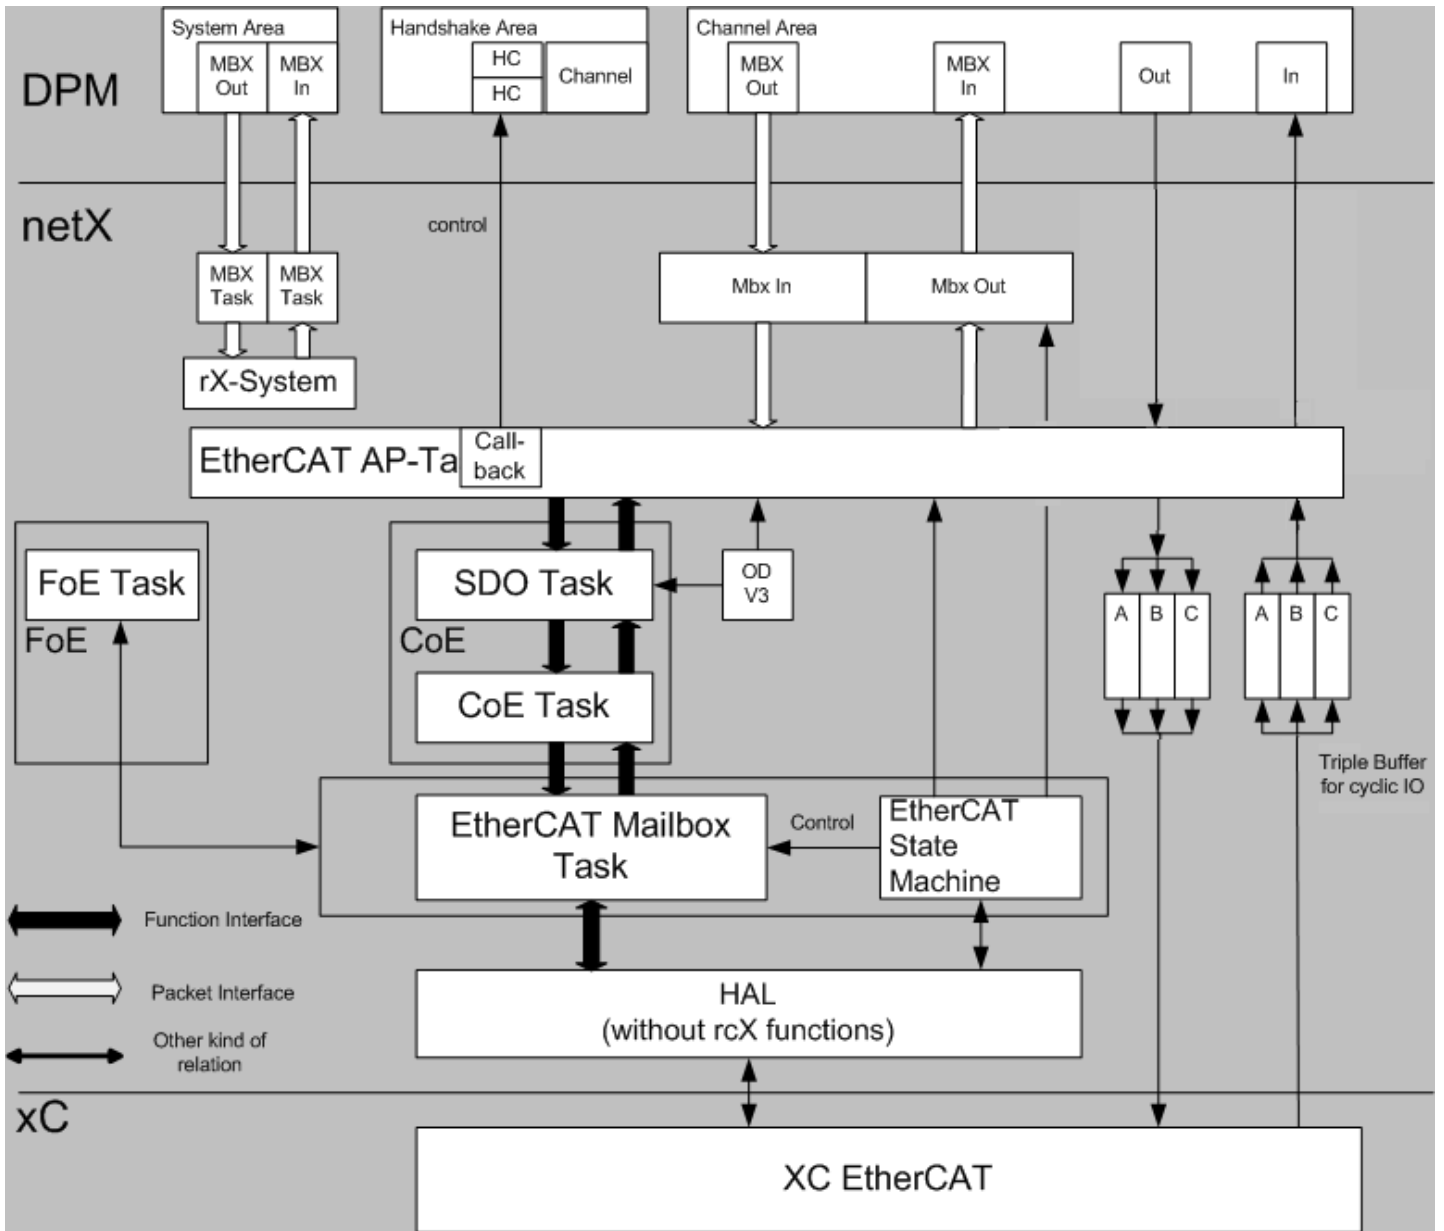 System Area
Handshake Area
Channel Area
MBX
Out
MBX
In
HC
HC
Channel
MBX
Out
MBX
In
Out
In
DPM
netX
control
MBX
Task
MBX
Task
Mbx In
Mbx Out
rX-System
EtherCAT AP-Ta
Call-
back
FoE Task
FoE
SDO Task
CoE
OD
V3
CoE Task
A
B
C
A
B
C
Triple Buffer
for cyclic IO
EtherCAT Mailbox
Task
Control
EtherCAT
State
Machine
Function Interface
Packet Interface
Other kind of
relation
HAL
(without rcX functions)
xC
XC EtherCAT